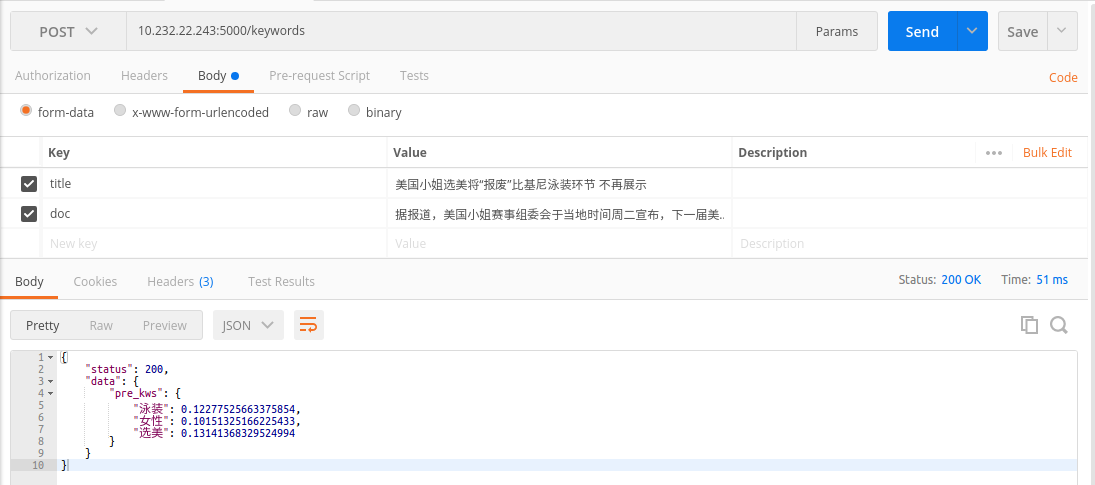 POST 10.232.22.243:5000/keywords Params Send Save
Authorization Headers Body Pre-request Script Tests Code
form-data x-www-form-urlencoded raw binary
Key Value Description Bulk Edit
title 美国小姐选美将“报废”比基尼泳装环节 不再展示
doc 据报道，美国小姐赛事组委会于当地时间周二宣布，下一届美...
New key Value Description
Body Cookies Headers (3) Test Results Status: 200 OK Time: 51 ms
Pretty Raw Preview JSON
1 {
2 "status": 200,
3 "data": {
4 "pre_kws": {
5 "泳装": 0.12277525663375854,
6 "女性": 0.10151325166225433,
7 "选美": 0.13141368329524994
8 }
9 }
10 }